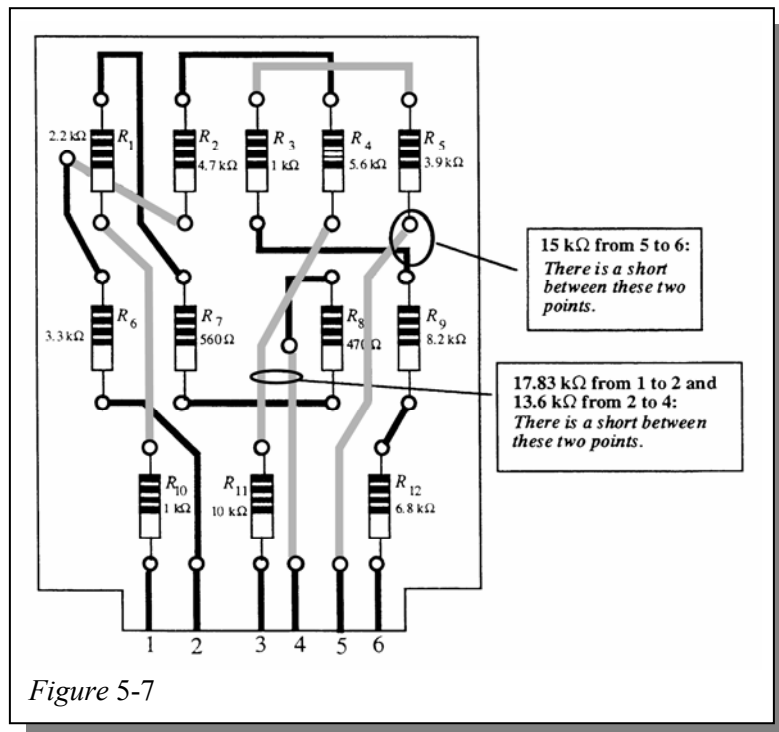 2.2 kΩ R1 R2 4.7 kΩ R3 1 kΩ R4 5.6 kΩ R5 3.9 kΩ
15 kΩ from 5 to 6:
There is a short
between these two
points.
R6 3.3 kΩ R7 560 Ω R8 470 Ω R9 8.2 kΩ
17.83 kΩ from 1 to 2 and
13.6 kΩ from 2 to 4:
There is a short between
these two points.
R10 1 kΩ R11 10 kΩ R12 6.8 kΩ
1 2 3 4 5 6
Figure 5-7